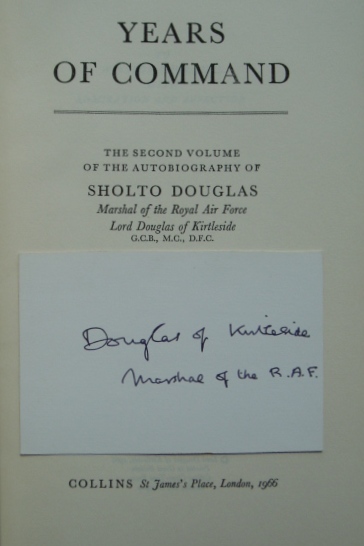 YEARS
OF COMMAND
THE SECOND VOLUME
OF THE AUTOBIOGRAPHY OF
SHOLTO DOUGLAS
Marshal of the Royal Air Force
Lord Douglas of Kirtleside
G.C.B., M.C., D.F.C.
Douglas of Kirtleside
Marshal of the R.A.F.
COLLINS St James's Place, London, 1966